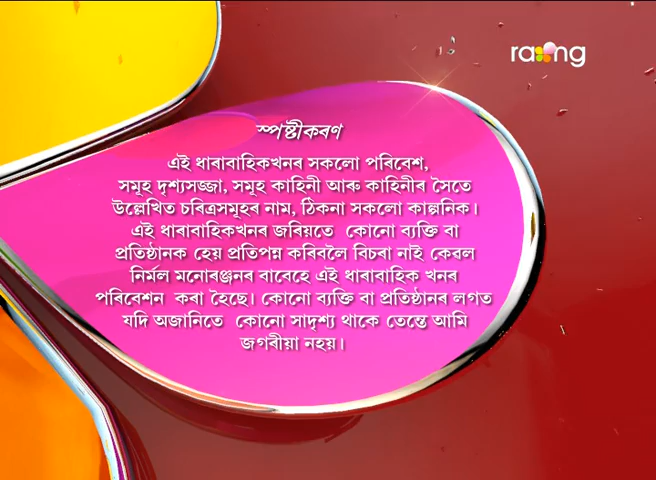 rang
স্পষ্টীকৰণ
এই ধাৰাবাহিকখনৰ সকলো পৰিবেশ,
সমূহ দৃশ্যসজ্জা, সমূহ কাহিনী আৰু কাহিনীৰ সৈতে
উল্লেখিত চৰিত্ৰসমূহৰ নাম, ঠিকনা সকলো কাল্পনিক।
এই ধাৰাবাহিকখনৰ জৰিয়তে কোনো ব্যক্তি বা
প্ৰতিষ্ঠানক হেয় প্ৰতিপন্ন কৰিবলৈ বিচৰা নাই কেৱল
নিৰ্মল মনোৰঞ্জনৰ বাবেহে এই ধাৰাবাহিক খনৰ
পৰিবেশন কৰা হৈছে। কোনো ব্যক্তি বা প্ৰতিষ্ঠানৰ লগত
যদি অজানিতে কোনো সাদৃশ্য থাকে তেন্তে আমি
জগৰীয়া নহয়।